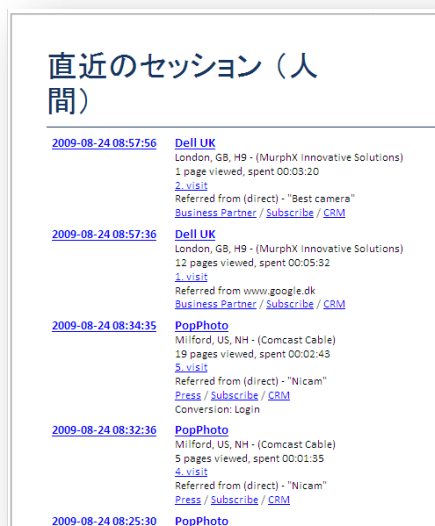 直近のセッション（人
間）
2009-08-24 08:57:56 Dell UK
London, GB, H9 - (MurphX Innovative Solutions)
1 page viewed, spent 00:03:20
2. visit
Referred from (direct) - "Best camera"
Business Partner / Subscribe / CRM
2009-08-24 08:57:36 Dell UK
London, GB, H9 - (MurphX Innovative Solutions)
12 pages viewed, spent 00:05:32
1. visit
Referred from www.google.dk
Business Partner / Subscribe / CRM
2009-08-24 08:34:35 PopPhoto
Milford, US, NH - (Comcast Cable)
19 pages viewed, spent 00:02:43
5. visit
Referred from (direct) - "Nicam"
Press / Subscribe / CRM
Conversion: Login
2009-08-24 08:32:36 PopPhoto
Milford, US, NH - (Comcast Cable)
5 pages viewed, spent 00:01:35
4. visit
Referred from (direct) - "Nicam"
Press / Subscribe / CRM
2009-08-24 08:25:30 PopPhoto